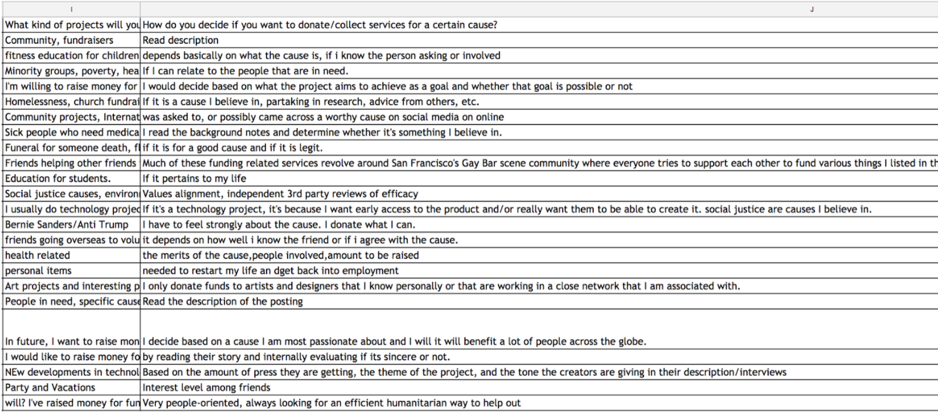 I J
What kind of projects will you How do you decide if you want to donate/collect services for a certain cause?
Community, fundraisers Read description
fitness education for children depends basically on what the cause is, if i know the person asking or involved
Minority groups, poverty, hea If I can relate to the people that are in need.
I'm willing to raise money for I would decide based on what the project aims to achieve as a goal and whether that goal is possible or not
Homelessness, church fundrai If it is a cause I believe in, partaking in research, advice from others, etc.
Community projects, Internat was asked to, or possibly came across a worthy cause on social media on online
Sick people who need medica I read the background notes and determine whether it's something I believe in.
Funeral for someone death, fl if it is for a good cause and if it is legit.
Friends helping other friends Much of these funding related services revolve around San Francisco's Gay Bar scene community where everyone tries to support each other to fund various things I listed in th
Education for students. If it pertains to my life
Social justice causes, environ Values alignment, independent 3rd party reviews of efficacy
I usually do technology projec If it's a technology project, it's because I want early access to the product and/or really want them to be able to create it. social justice are causes I believe in.
Bernie Sanders/Anti Trump I have to feel strongly about the cause. I donate what I can.
friends going overseas to volu it depends on how well i know the friend or if i agree with the cause.
health related the merits of the cause,people involved,amount to be raised
personal items needed to restart my life an dget back into employment
Art projects and interesting p I only donate funds to artists and designers that I know personally or that are working in a close network that I am associated with.
People in need, specific cause Read the description of the posting
In future, I want to raise mon I decide based on a cause I am most passionate about and I will it will benefit a lot of people across the globe.
I would like to raise money fo by reading their story and internally evaluating if its sincere or not.
NEw developments in technol Based on the amount of press they are getting, the theme of the project, and the tone the creators are giving in their description/interviews
Party and Vacations Interest level among friends
will? I've raised money for fun Very people-oriented, always looking for an efficient humanitarian way to help out